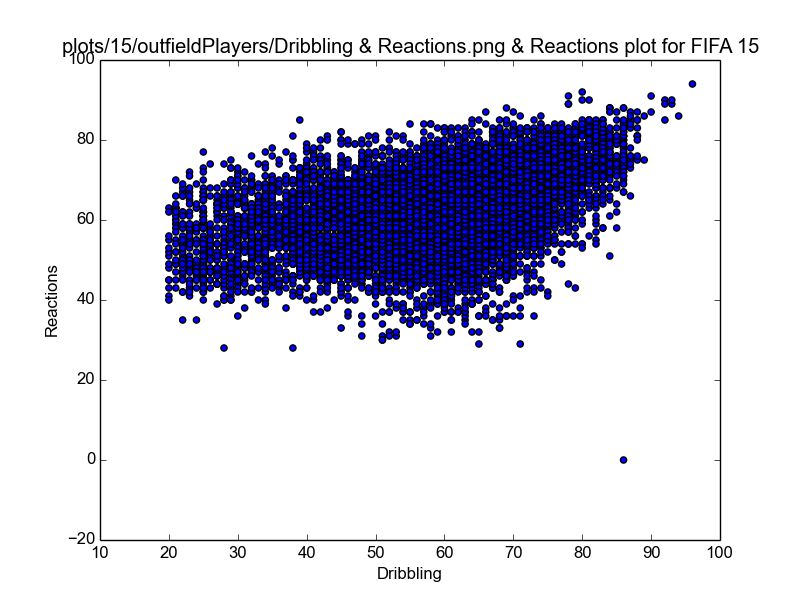 plots/15/outfieldPlayers/Dribbling & Reactions.png & Reactions plot for FIFA 15
100
80
60
40
20
0
−20
Reactions
10 20 30 40 50 60 70 80 90 100
Dribbling